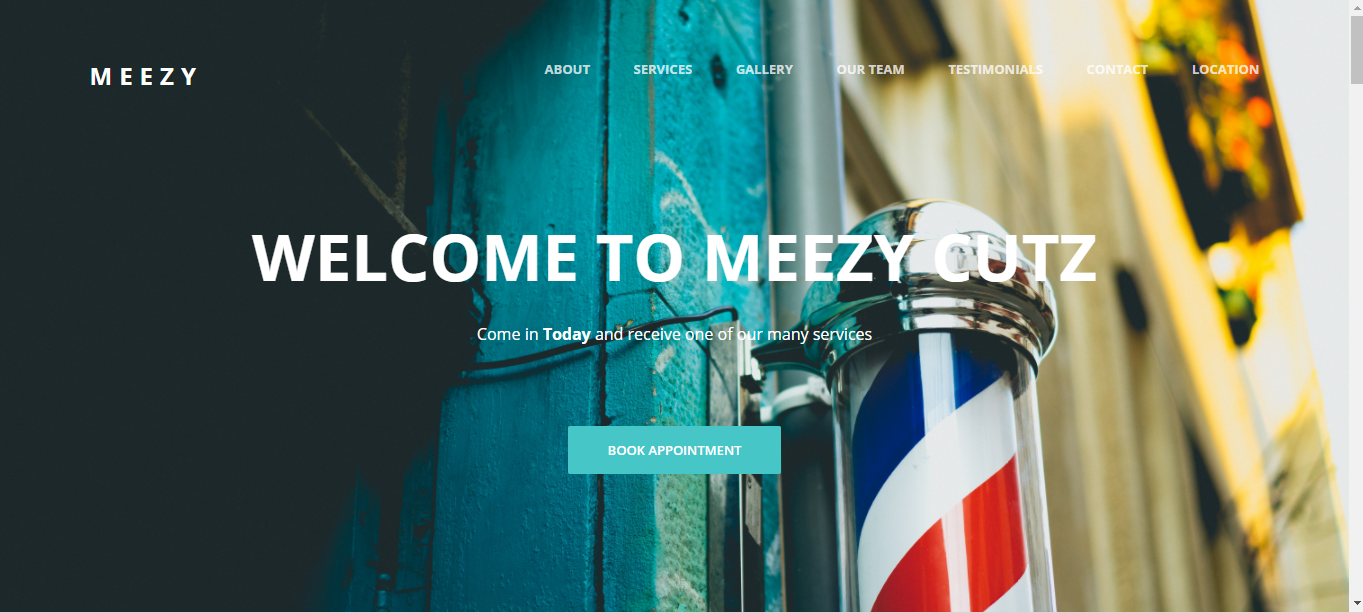 MEEZY
ABOUT SERVICES GALLERY OUR TEAM TESTIMONIALS CONTACT LOCATION
WELCOME TO MEEZY CUTZ
Come in Today and receive one of our many services
BOOK APPOINTMENT